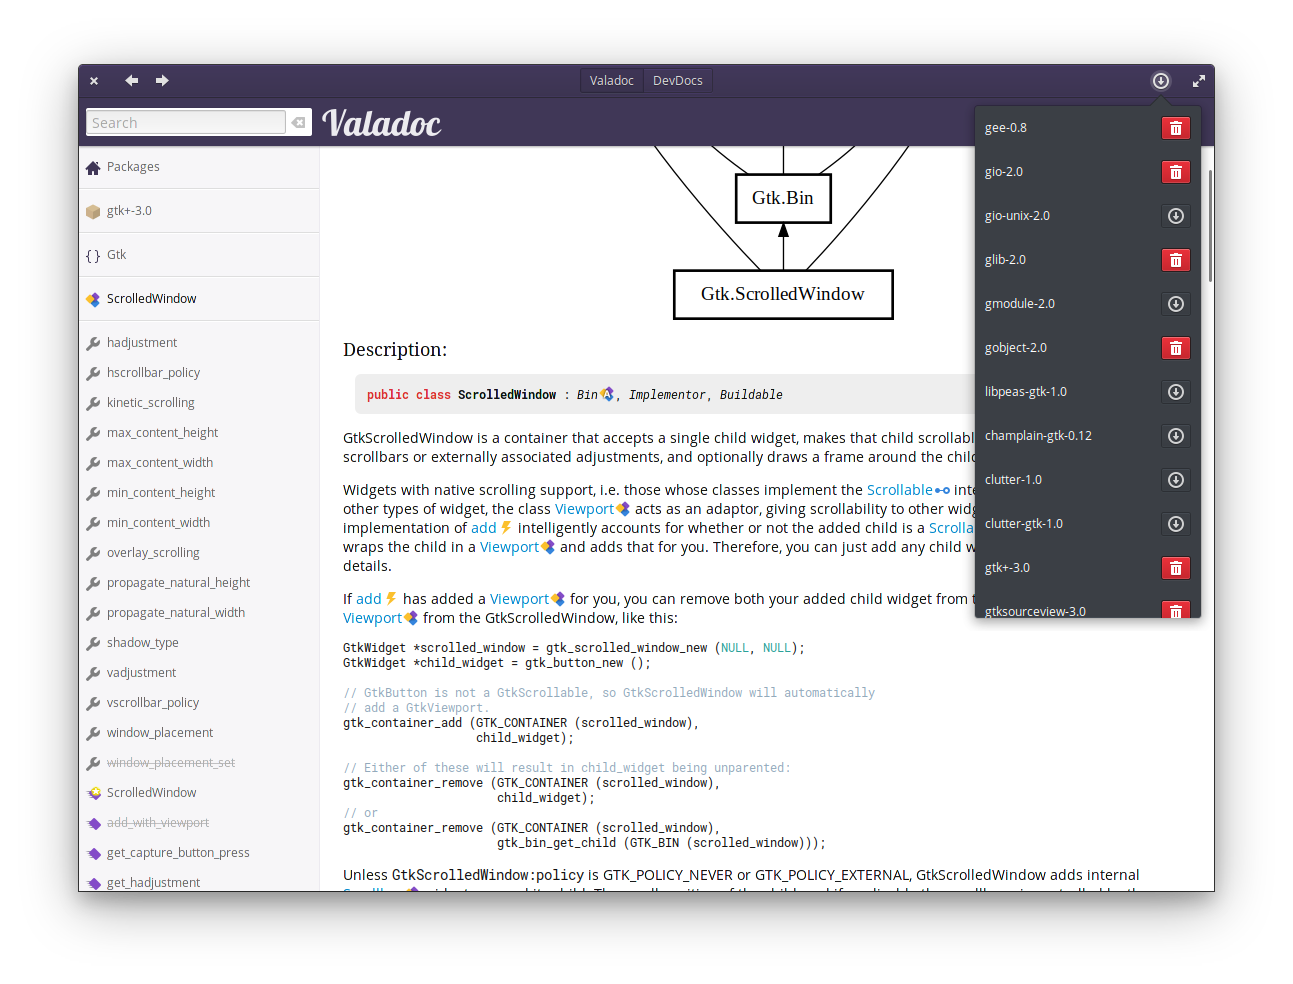 Valadoc DevDocs
Search
Valadoc
Packages
gtk+-3.0
{ } Gtk
ScrolledWindow
hadjustment
hscrollbar_policy
kinetic_scrolling
max_content_height
max_content_width
min_content_height
min_content_width
overlay_scrolling
propagate_natural_height
propagate_natural_width
shadow_type
vadjustment
vscrollbar_policy
window_placement
window_placement_set
ScrolledWindow
add_with_viewport
get_capture_button_press
get_hadjustment
Gtk.Bin
Gtk.ScrolledWindow
Description:
public class ScrolledWindow : Bin, Implementor, Buildable
GtkScrolledWindow is a container that accepts a single child widget, makes that child
scrollbars or externally associated adjustments, and optionally draws a frame around the
Widgets with native scrolling support, i.e. those whose classes implement the Scrollable
other types of widget, the class Viewport acts as an adaptor, giving scrollability to other
implementation of add intelligently accounts for whether or not the added child is a
wraps the child in a Viewport and adds that for you. Therefore, you can just add any child
details.
If add has added a Viewport for you, you can remove both your added child widget from
Viewport from the GtkScrolledWindow, like this:
GtkWidget *scrolled_window = gtk_scrolled_window_new (NULL, NULL);
GtkWidget *child_widget = gtk_button_new ();
// GtkButton is not a GtkScrollable, so GtkScrolledWindow will automatically
// add a GtkViewport.
gtk_container_add (GTK_CONTAINER (scrolled_window),
child_widget);
// Either of these will result in child_widget being unparented:
gtk_container_remove (GTK_CONTAINER (scrolled_window),
child_widget);
// or
gtk_container_remove (GTK_CONTAINER (scrolled_window),
gtk_bin_get_child (GTK_BIN (scrolled_window)));
Unless GtkScrolledWindow:policy is GTK_POLICY_NEVER or GTK_POLICY_EXTERNAL, GtkScrolledWindow adds internal
gee-0.8
gio-2.0
gio-unix-2.0
glib-2.0
gmodule-2.0
gobject-2.0
libpeas-gtk-1.0
champlain-gtk-0.12
clutter-1.0
clutter-gtk-1.0
gtk+-3.0
gtksourceview-3.0